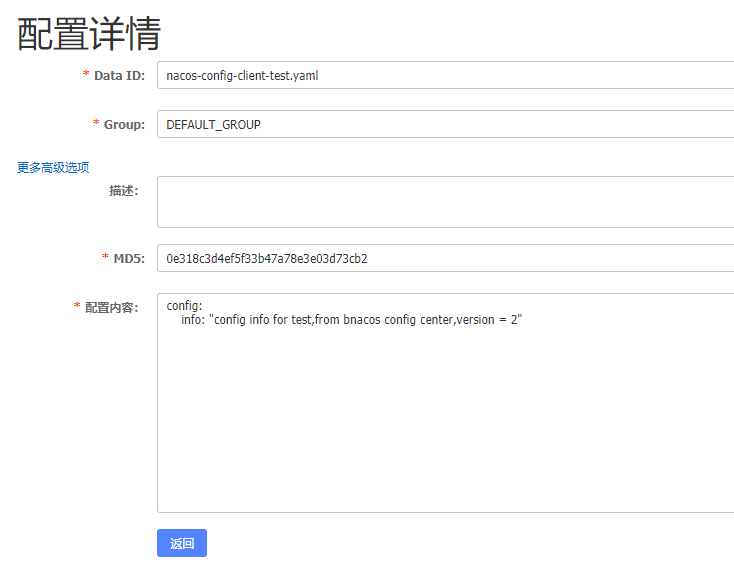 配置详情
* Data ID: nacos-config-client-test.yaml
* Group: DEFAULT_GROUP
更多高级选项
描述:
* MD5: 0e318c3d4ef5f33b47a78e3e03d73cb2
* 配置内容: config:
info: "config info for test,from bnacos config center,version = 2"
返回